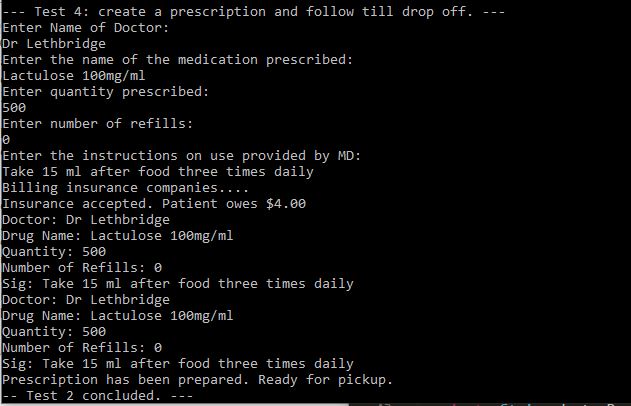 --- Test 4: create a prescription and follow till drop off. ---
Enter Name of Doctor:
Dr Lethbridge
Enter the name of the medication prescribed:
Lactulose 100mg/ml
Enter quantity prescribed:
500
Enter number of refills:
0
Enter the instructions on use provided by MD:
Take 15 ml after food three times daily
Billing insurance companies....
Insurance accepted. Patient owes $4.00
Doctor: Dr Lethbridge
Drug Name: Lactulose 100mg/ml
Quantity: 500
Number of Refills: 0
Sig: Take 15 ml after food three times daily
Doctor: Dr Lethbridge
Drug Name: Lactulose 100mg/ml
Quantity: 500
Number of Refills: 0
Sig: Take 15 ml after food three times daily
Prescription has been prepared. Ready for pickup.
-- Test 2 concluded. ---